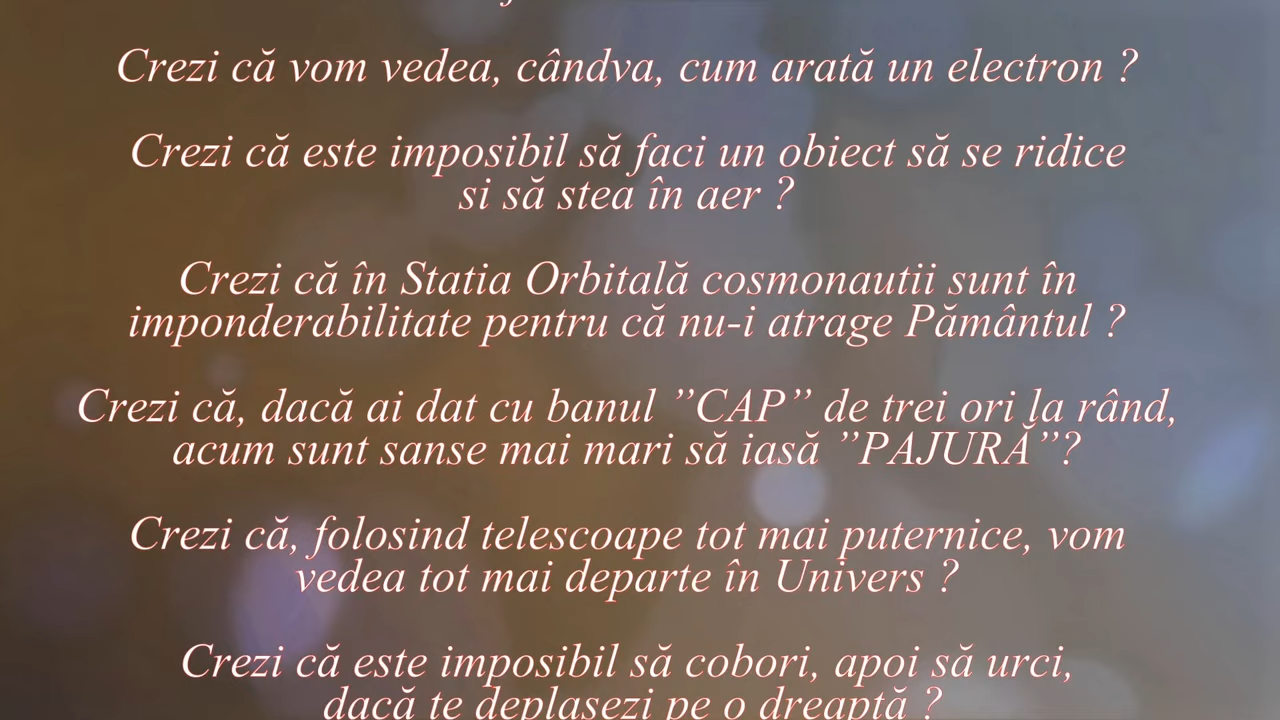 Crezi că vom vedea, cândva, cum arată un electron ?
Crezi că este imposibil să faci un obiect să se ridice
si să stea în aer ?
Crezi că în Statia Orbitală cosmonautii sunt în
imponderabilitate pentru că nu-i atrage Pământul ?
Crezi că, dacă ai dat cu banul ”CAP” de trei ori la rând,
acum sunt sanse mai mari să iasă ”PAJURĂ”?
Crezi că, folosind telescoape tot mai puternice, vom
vedea tot mai departe în Univers ?
Crezi că este imposibil să cobori, apoi să urci,
dacă te deplasezi pe o dreaptă ?